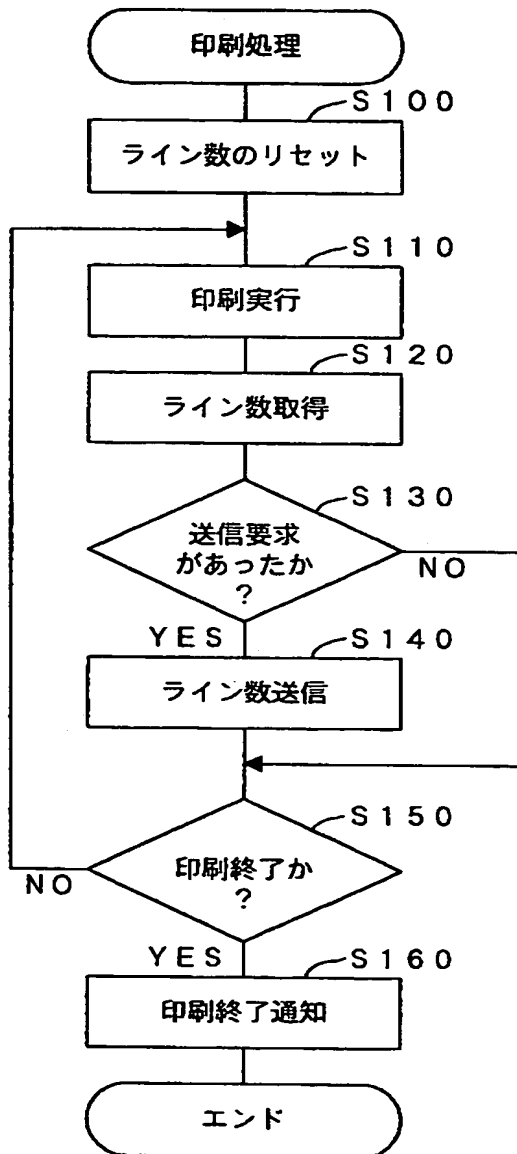 印刷処理
S100
ライン数のリセット
S110
印刷実行
S120
ライン数取得
S130
送信要求
があったか
?
NO
YES
S140
ライン数送信
S150
印刷終了か
?
NO
YES
S160
印刷終了通知
エンド